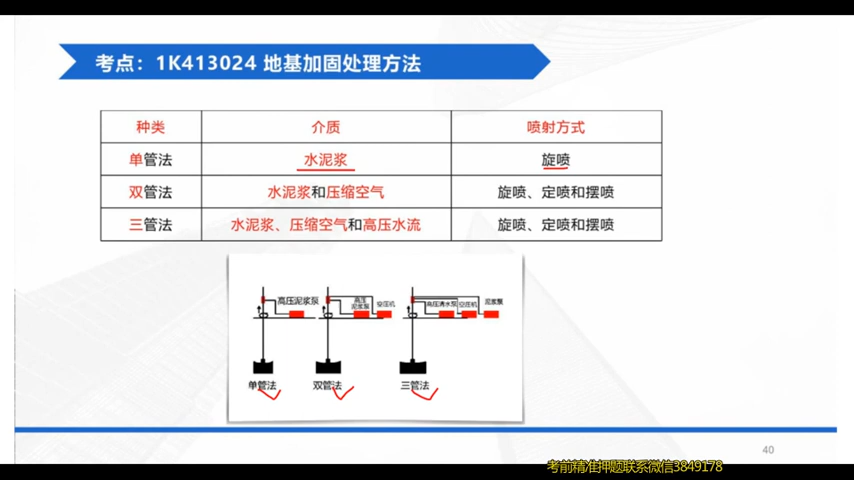 考点：1K413024 地基加固处理方法
种类 介质 喷射方式
单管法 水泥浆 旋喷
双管法 水泥浆和压缩空气 旋喷、定喷和摆喷
三管法 水泥浆、压缩空气和高压水流 旋喷、定喷和摆喷
高压泥浆泵 高压泥浆泵 空压机 高压清水泵 空压机 泥浆泵
单管法 双管法 三管法
40
考前精准押题联系微信3849178